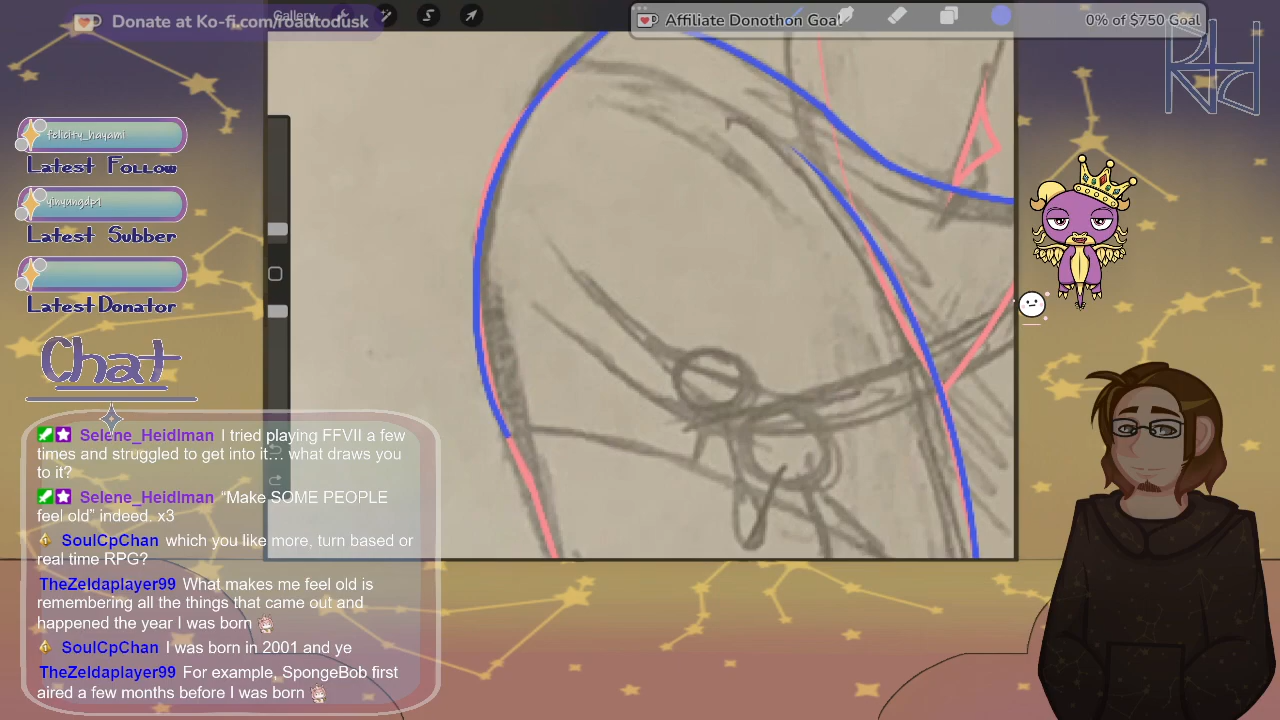 Donate at Ko-fi.com/roadtodusk
Gallery
Affiliate Donothon Goal
0% of $750 Goal
felicity_hayami
Latest Follow
yinyangdp1
Latest Subber
Latest Donator
Chat
Selene_Heidlman I tried playing FFVII a few
times and struggled to get into it... what draws you
to it?
Selene_Heidlman “Make SOME PEOPLE
feel old” indeed. x3
SoulCpChan which you like more, turn based or
real time RPG?
TheZeldaplayer99 What makes me feel old is
remembering all the things that came out and
happened the year I was born
SoulCpChan I was born in 2001 and ye
TheZeldaplayer99 For example, SpongeBob first
aired a few months before I was born